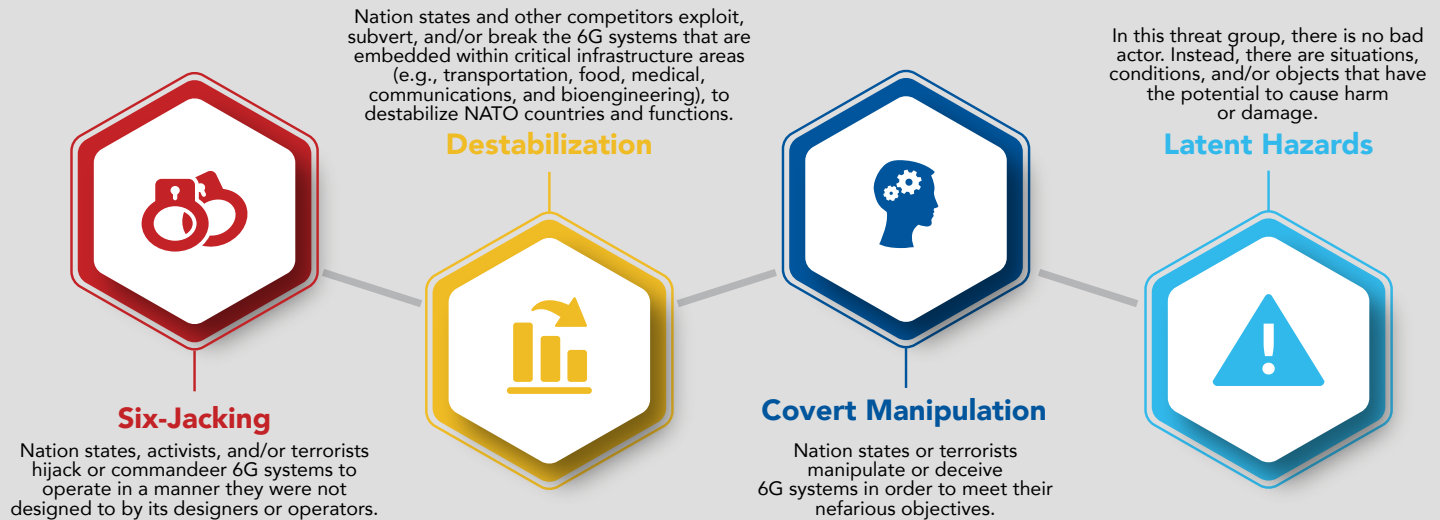 Six-Jacking
Nation states, activists, and/or terrorists
hijack or commandeer 6G systems to
operate in a manner they were not
designed to by its designers or operators.
Nation states and other competitors exploit,
subvert, and/or break the 6G systems that are
embedded within critical infrastructure areas
(e.g., transportation, food, medical,
communications, and bioengineering), to
destabilize NATO countries and functions.
Destabilization
Covert Manipulation
Nation states or terrorists
manipulate or deceive
6G systems in order to meet their
nefarious objectives.
In this threat group, there is no bad
actor. Instead, there are situations,
conditions, and/or objects that have
the potential to cause harm
or damage.
Latent Hazards